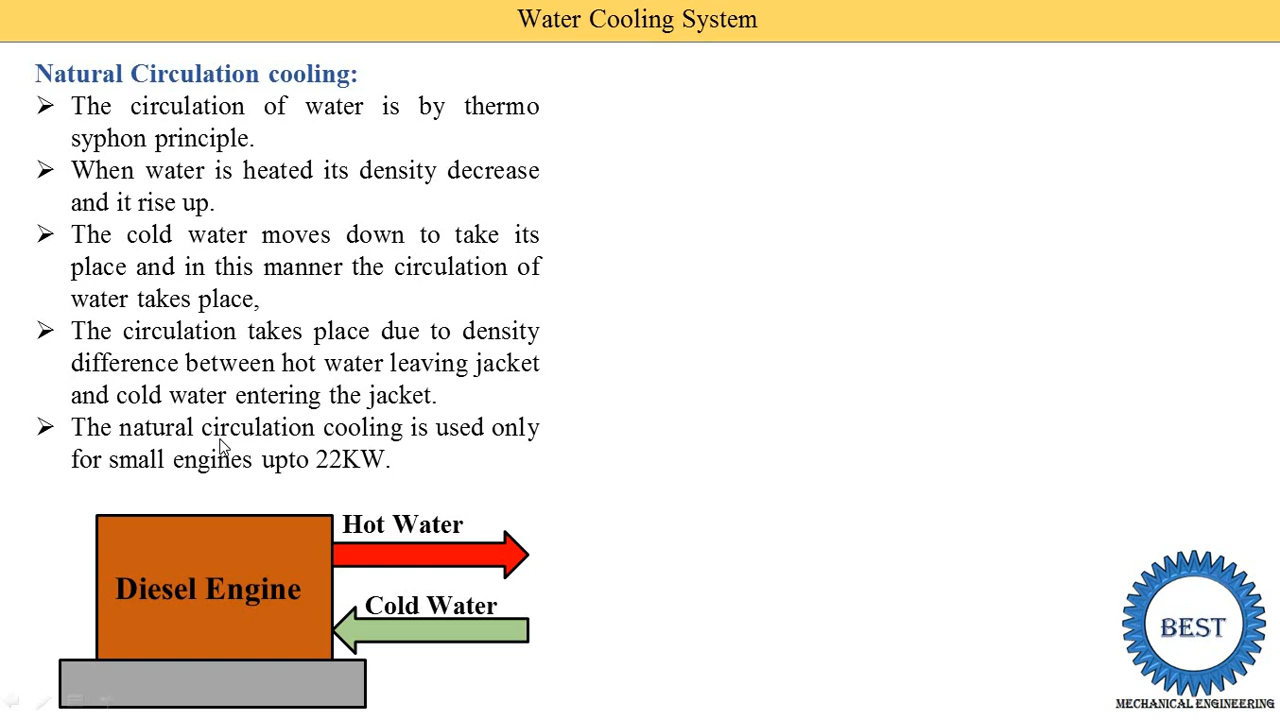 Water Cooling System
Natural Circulation cooling:
➢ The circulation of water is by thermo
syphon principle.
➢ When water is heated its density decrease
and it rise up.
➢ The cold water moves down to take its
place and in this manner the circulation of
water takes place,
➢ The circulation takes place due to density
difference between hot water leaving jacket
and cold water entering the jacket.
➢ The natural circulation cooling is used only
for small engines upto 22KW.
Hot Water
Diesel Engine
Cold Water
BEST
MECHANICAL ENGINEERING